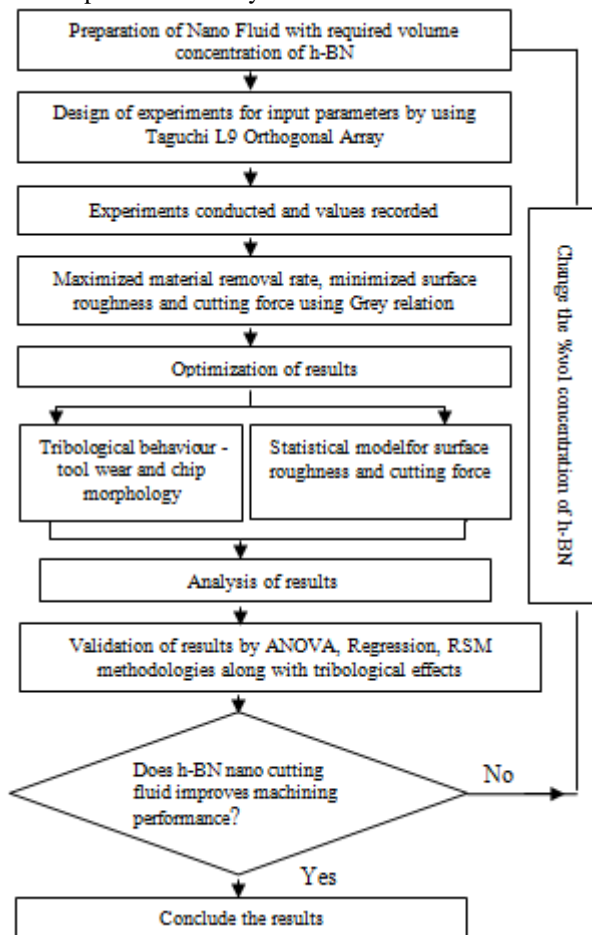 Preparation of Nano Fluid with required volume
concentration of h-BN
Design of experiments for input parameters by using
Taguchi L9 Orthogonal Array
Experiments conducted and values recorded
Maximized material removal rate, minimized surface
roughness and cutting force using Grey relation
Optimization of results
Tribological behaviour -
tool wear and chip
morphology
Statistical modelfor surface
roughness and cutting force
Analysis of results
Validation of results by ANOVA, Regression, RSM
methodologies along with tribological effects
Does h-BN nano cutting
fluid improves machining
performance?
No
Yes
Conclude the results
Change the %vol concentration of
h-BN